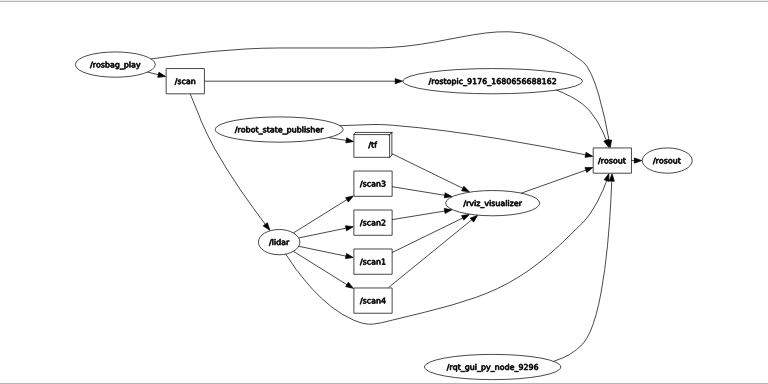 /rosbag_play
/scan
/rostopic_9176_1680656688162
/robot_state_publisher
/tf
/rosout
/rosout
/scan3
/rviz_visualizer
/scan2
/lidar
/scan1
/scan4
/rqt_gui_py_node_9296